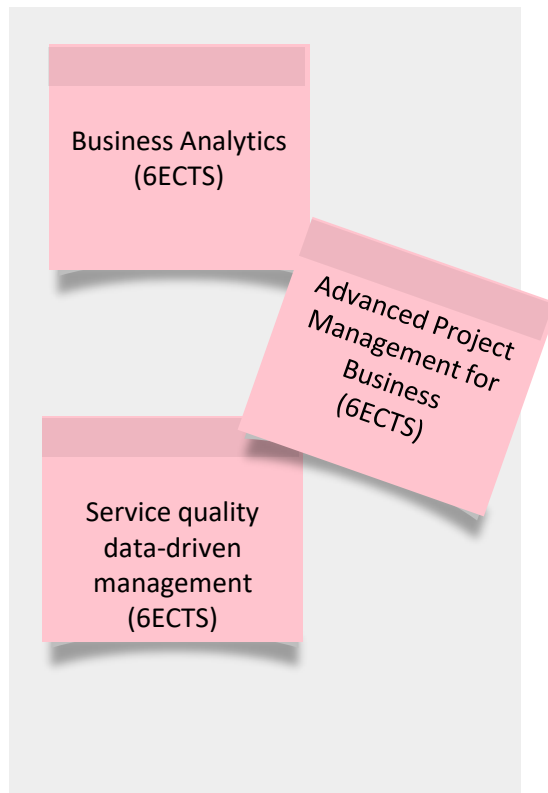 Business Analytics
(6ECTS)
Advanced Project
Management for
Business
(6ECTS)
Service quality
data-driven
management
(6ECTS)